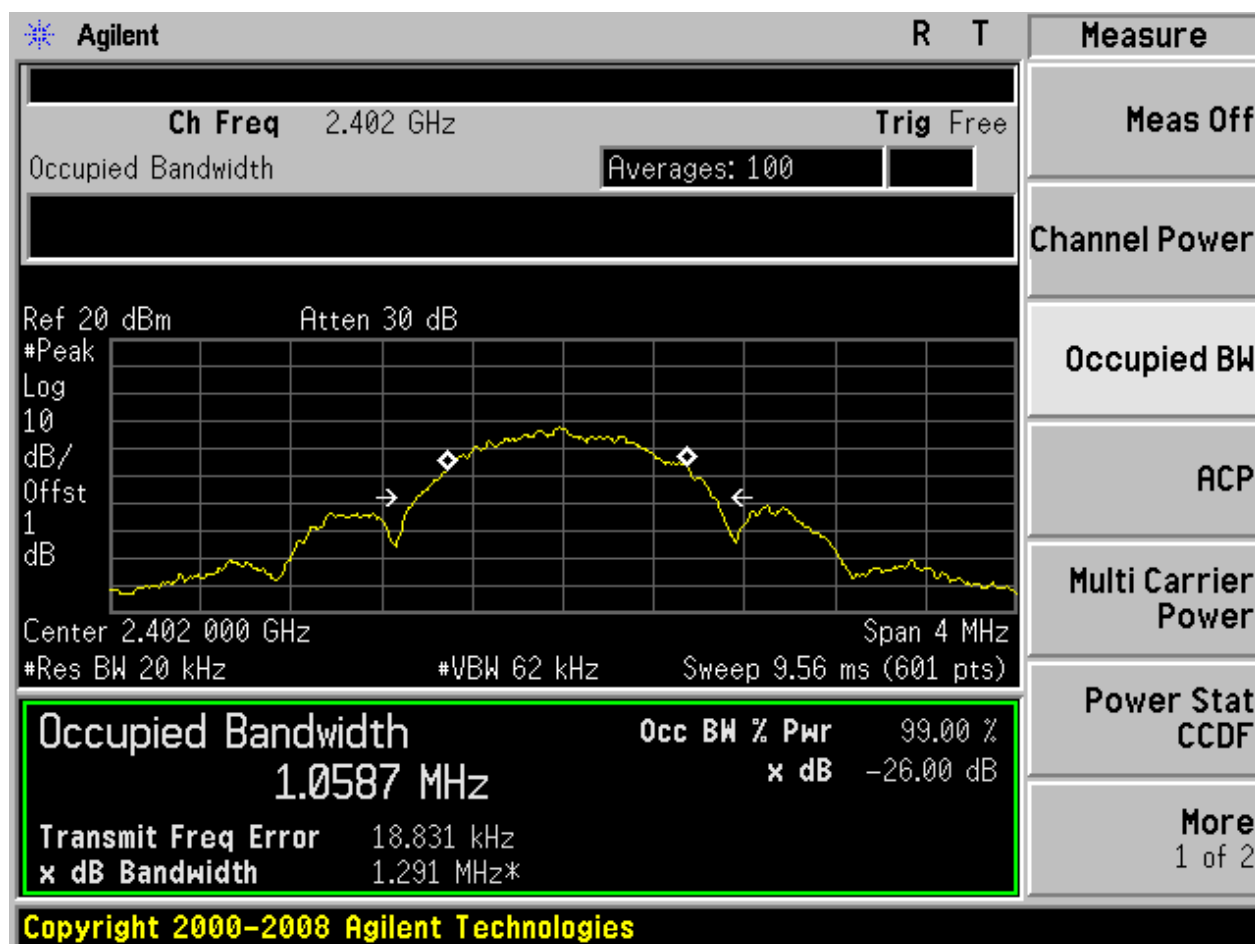 Agilent R T Measure
Ch Freq 2.402 GHz Trig Free
Meas Off
Occupied Bandwidth Averages: 100
Channel Power
Ref 20 dBm Atten 30 dB
#Peak
Log
10
dB/
Offst
1
dB
Occupied BW
ACP
Center 2.402 000 GHz Span 4 MHz
#Res BW 20 kHz #VBW 62 kHz Sweep 9.56 ms (601 pts)
Multi Carrier
Power
Occupied Bandwidth Occ BW % Pwr 99.00 %
1.0587 MHz x dB -26.00 dB
Transmit Freq Error 18.831 kHz
x dB Bandwidth 1.291 MHz*
Power Stat
CCDF
More
1 of 2
Copyright 2000-2008 Agilent Technologies